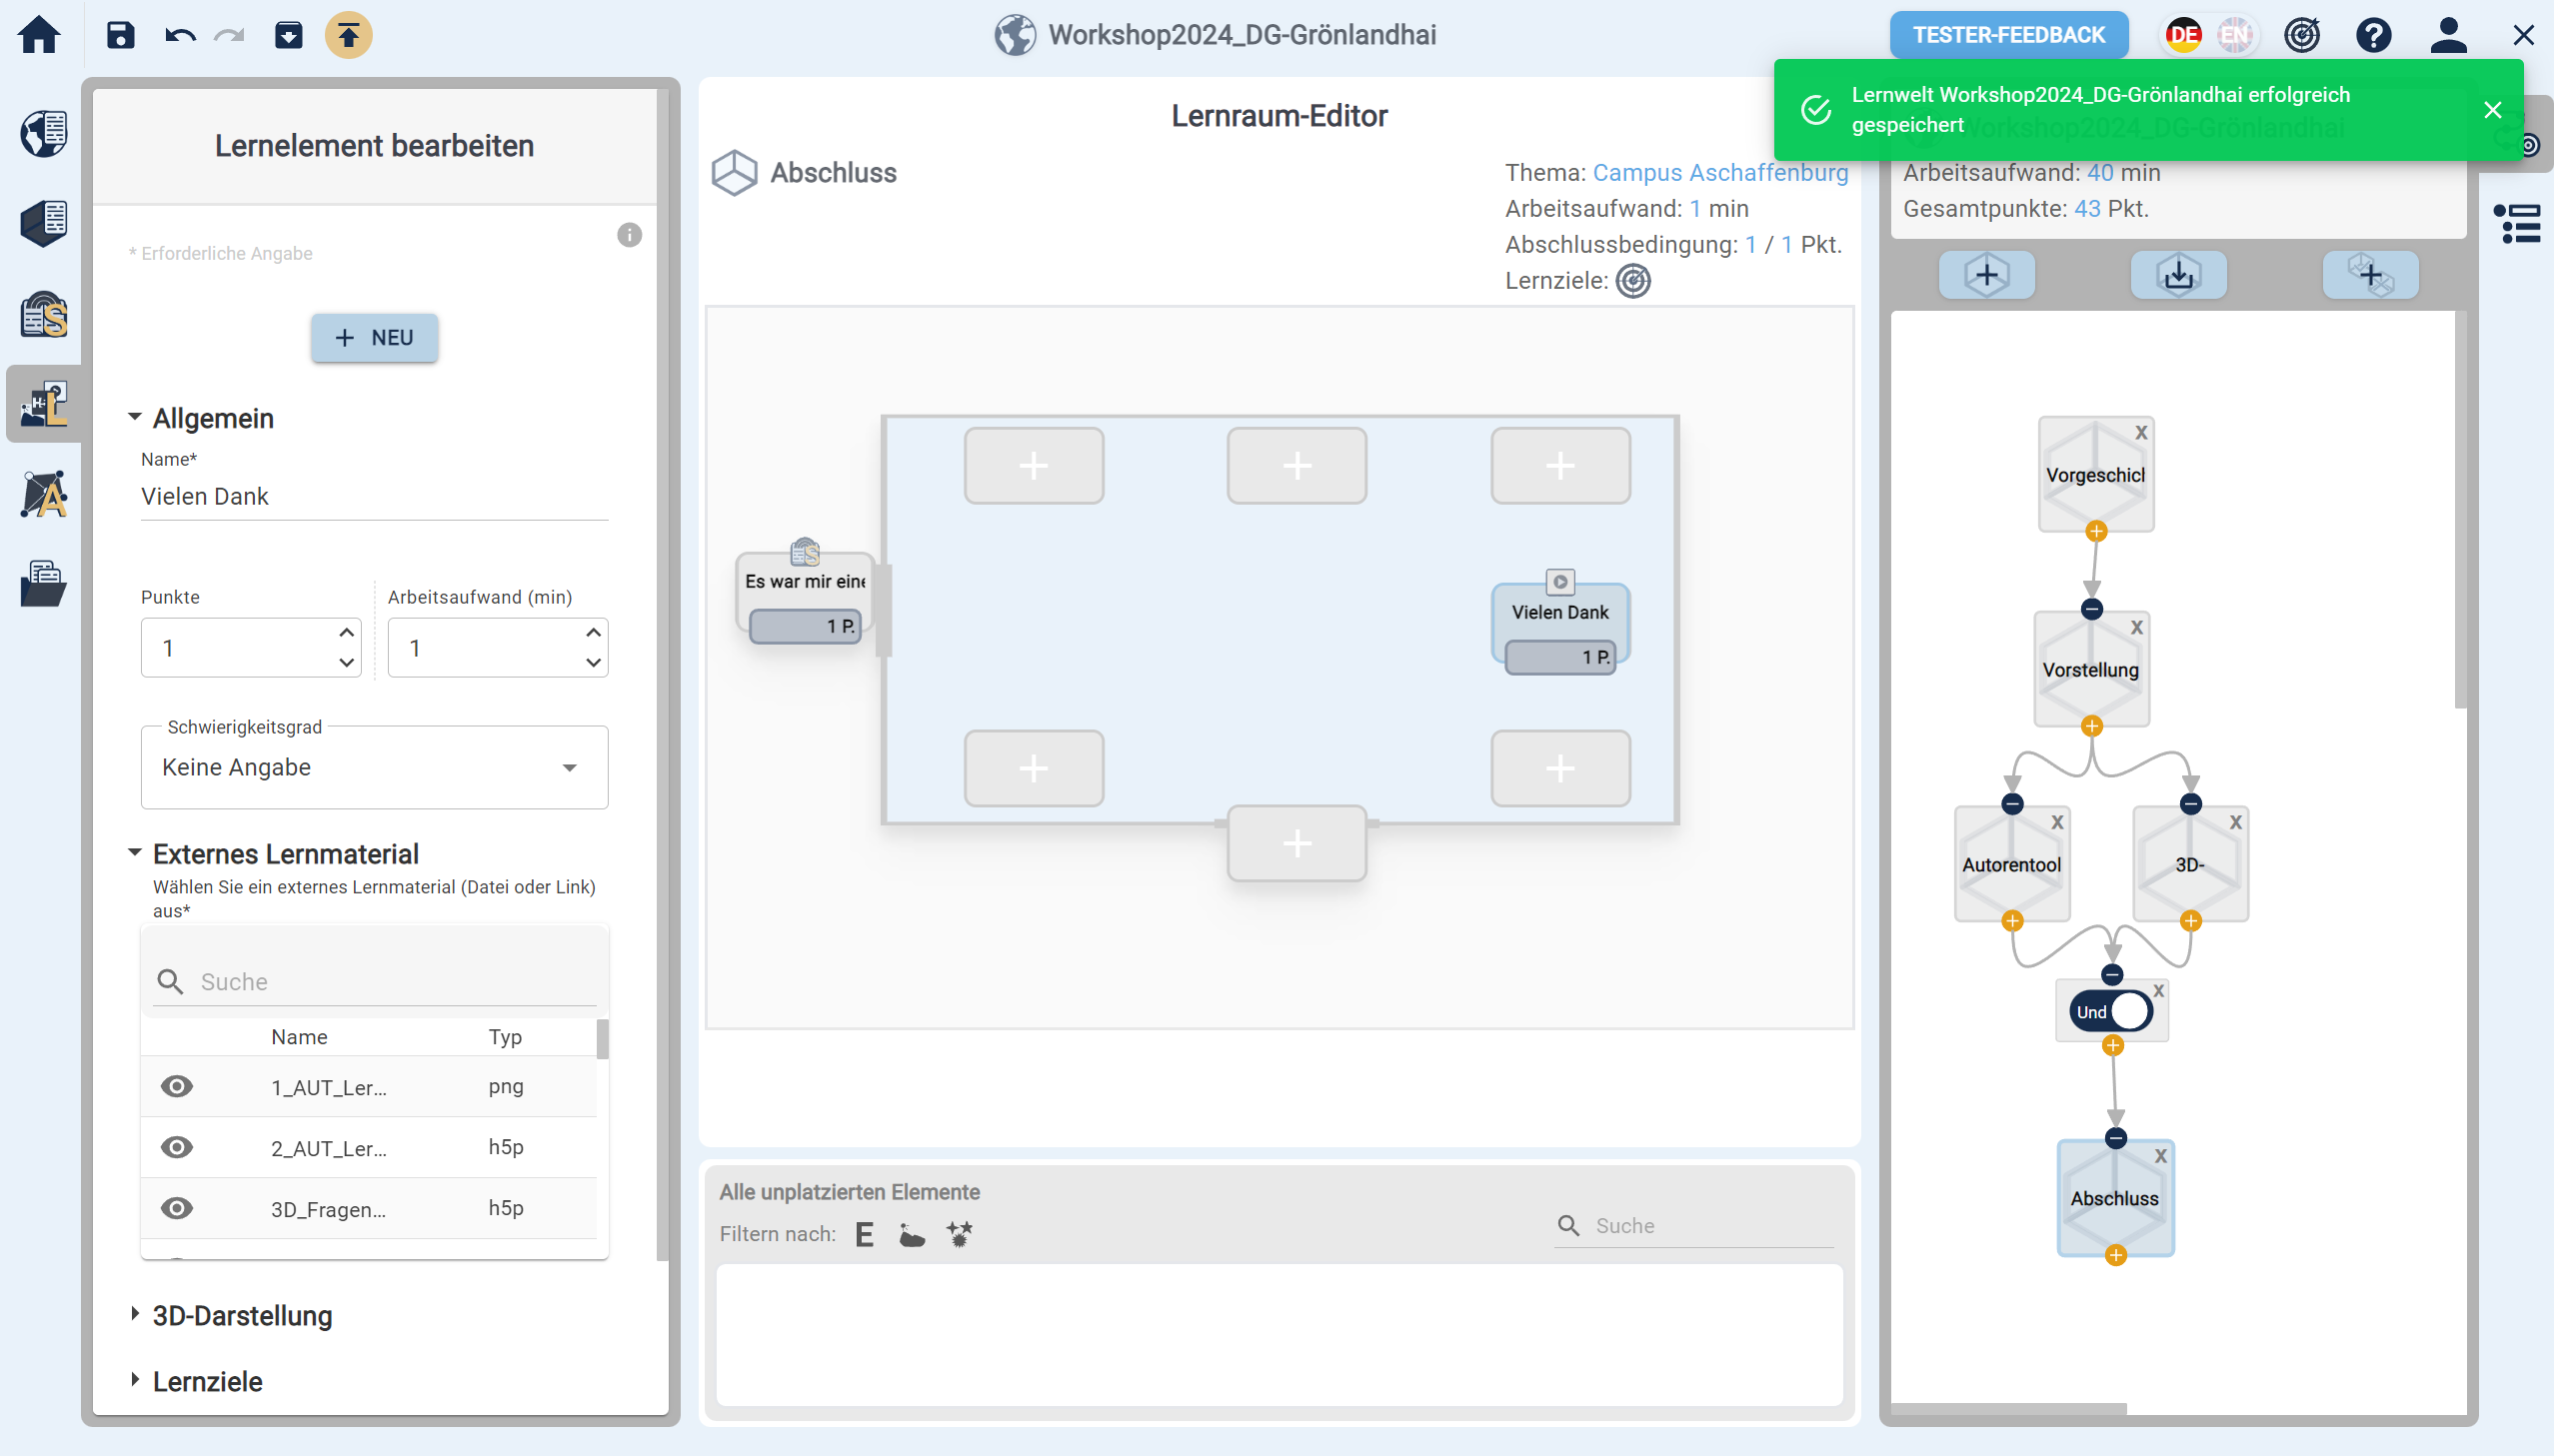 Workshop2024_DG-Grönlandhai
TESTER-FEEDBACK
DE
EN
Lernwelt Workshop2024_DG-Grönlandhai erfolgreich
gespeichert
Workshop2024_DG-Grönlandhai
Arbeitsaufwand: 40 min
Gesamtpunkte: 43 Pkt.
Lernelement bearbeiten
* Erforderliche Angabe
NEU
Allgemein
Name*
Vielen Dank
Punkte
Arbeitsaufwand (min)
1
1
Schwierigkeitsgrad
Keine Angabe
Externes Lernmaterial
Wählen Sie ein externes Lernmaterial (Datei oder Link)
aus*
Suche
Name Typ
1_AUT_Ler... png
2_AUT_Ler... h5p
3D_Fragen... h5p
3D-Darstellung
Lernziele
S
H
L
A
Lernraum-Editor
Abschluss
Thema: Campus Aschaffenburg
Arbeitsaufwand: 1 min
Abschlussbedingung: 1 / 1 Pkt.
Lernziele:
S
Es war mir eine
1 P.
Vielen Dank
1 P.
Alle unplatzierten Elemente
Filtern nach: E
Suche
X
Vorgeschicl
X
Vorstellung
X
Autorentool
X
3D-
X
Und
X
Abschluss